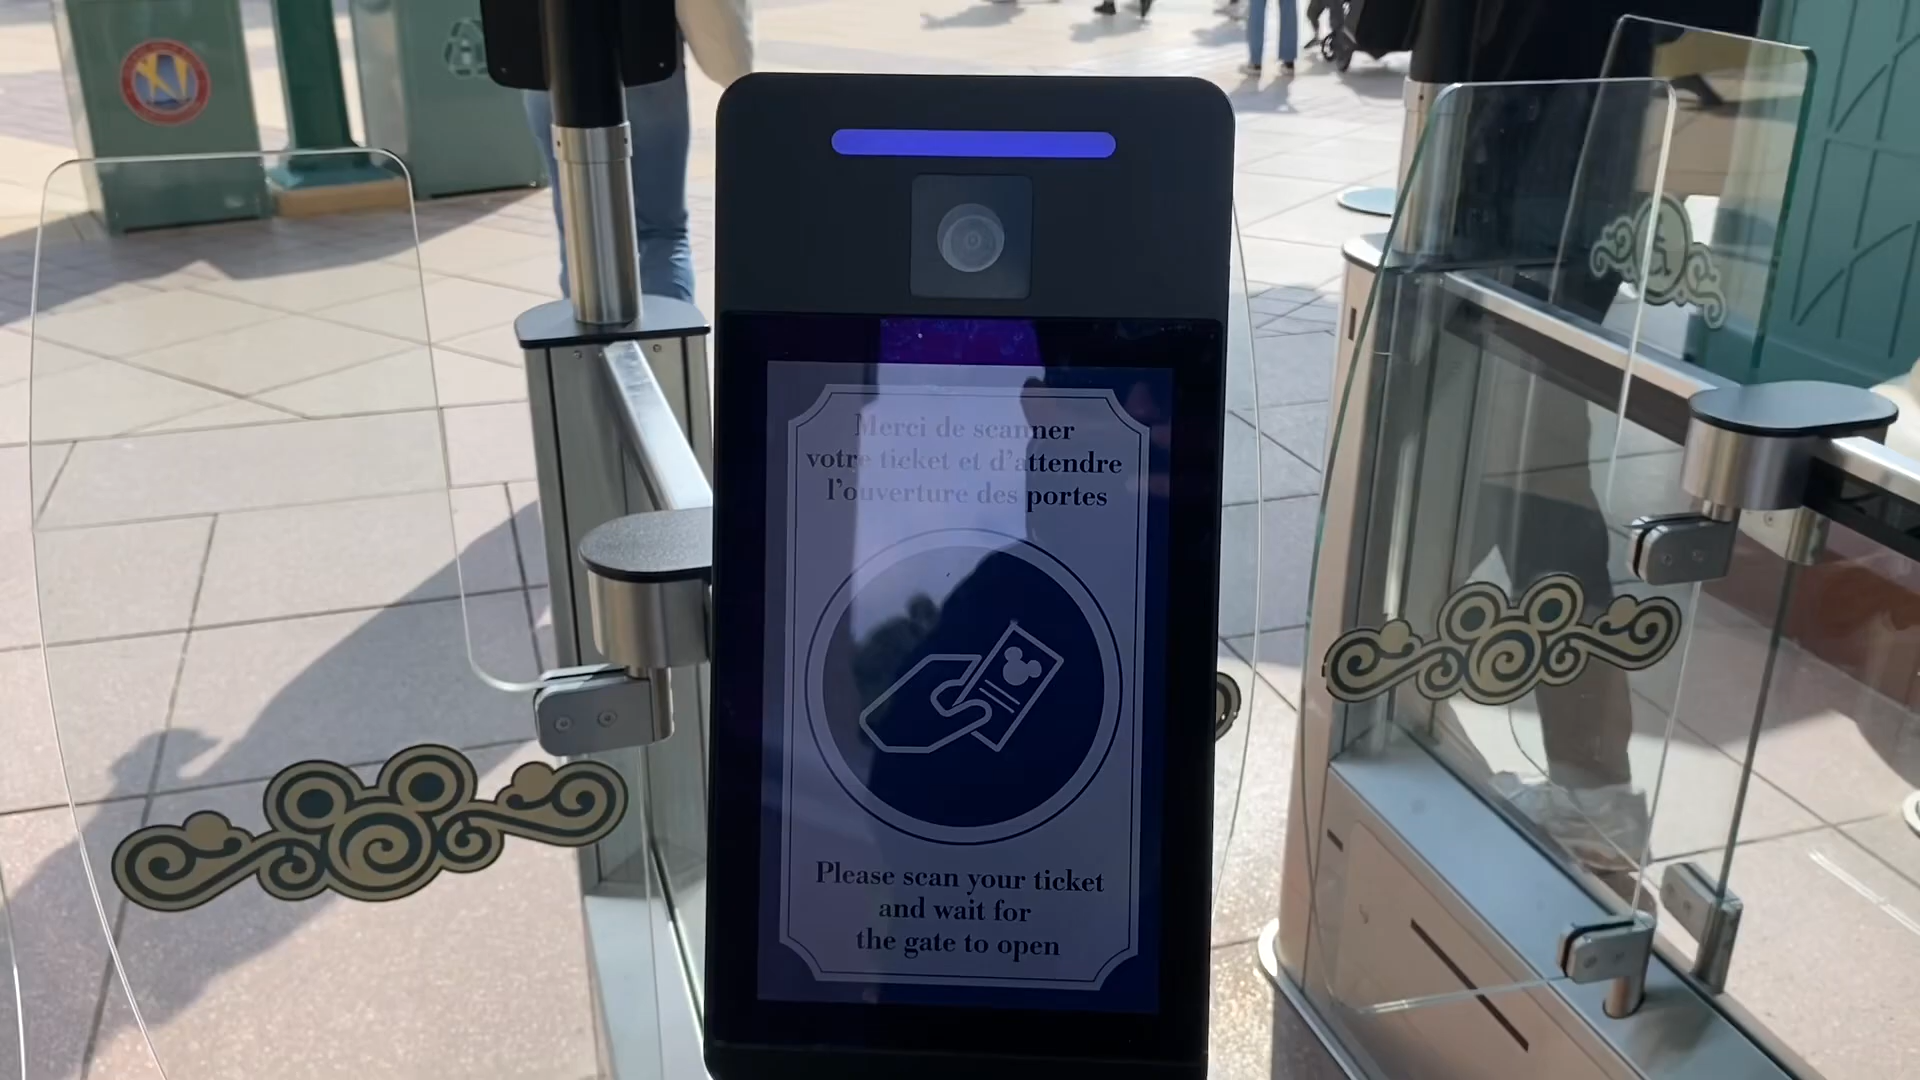 Merci de scanner
votre ticket et d'attendre
l'ouverture des portes
Please scan your ticket
and wait for
the gate to open